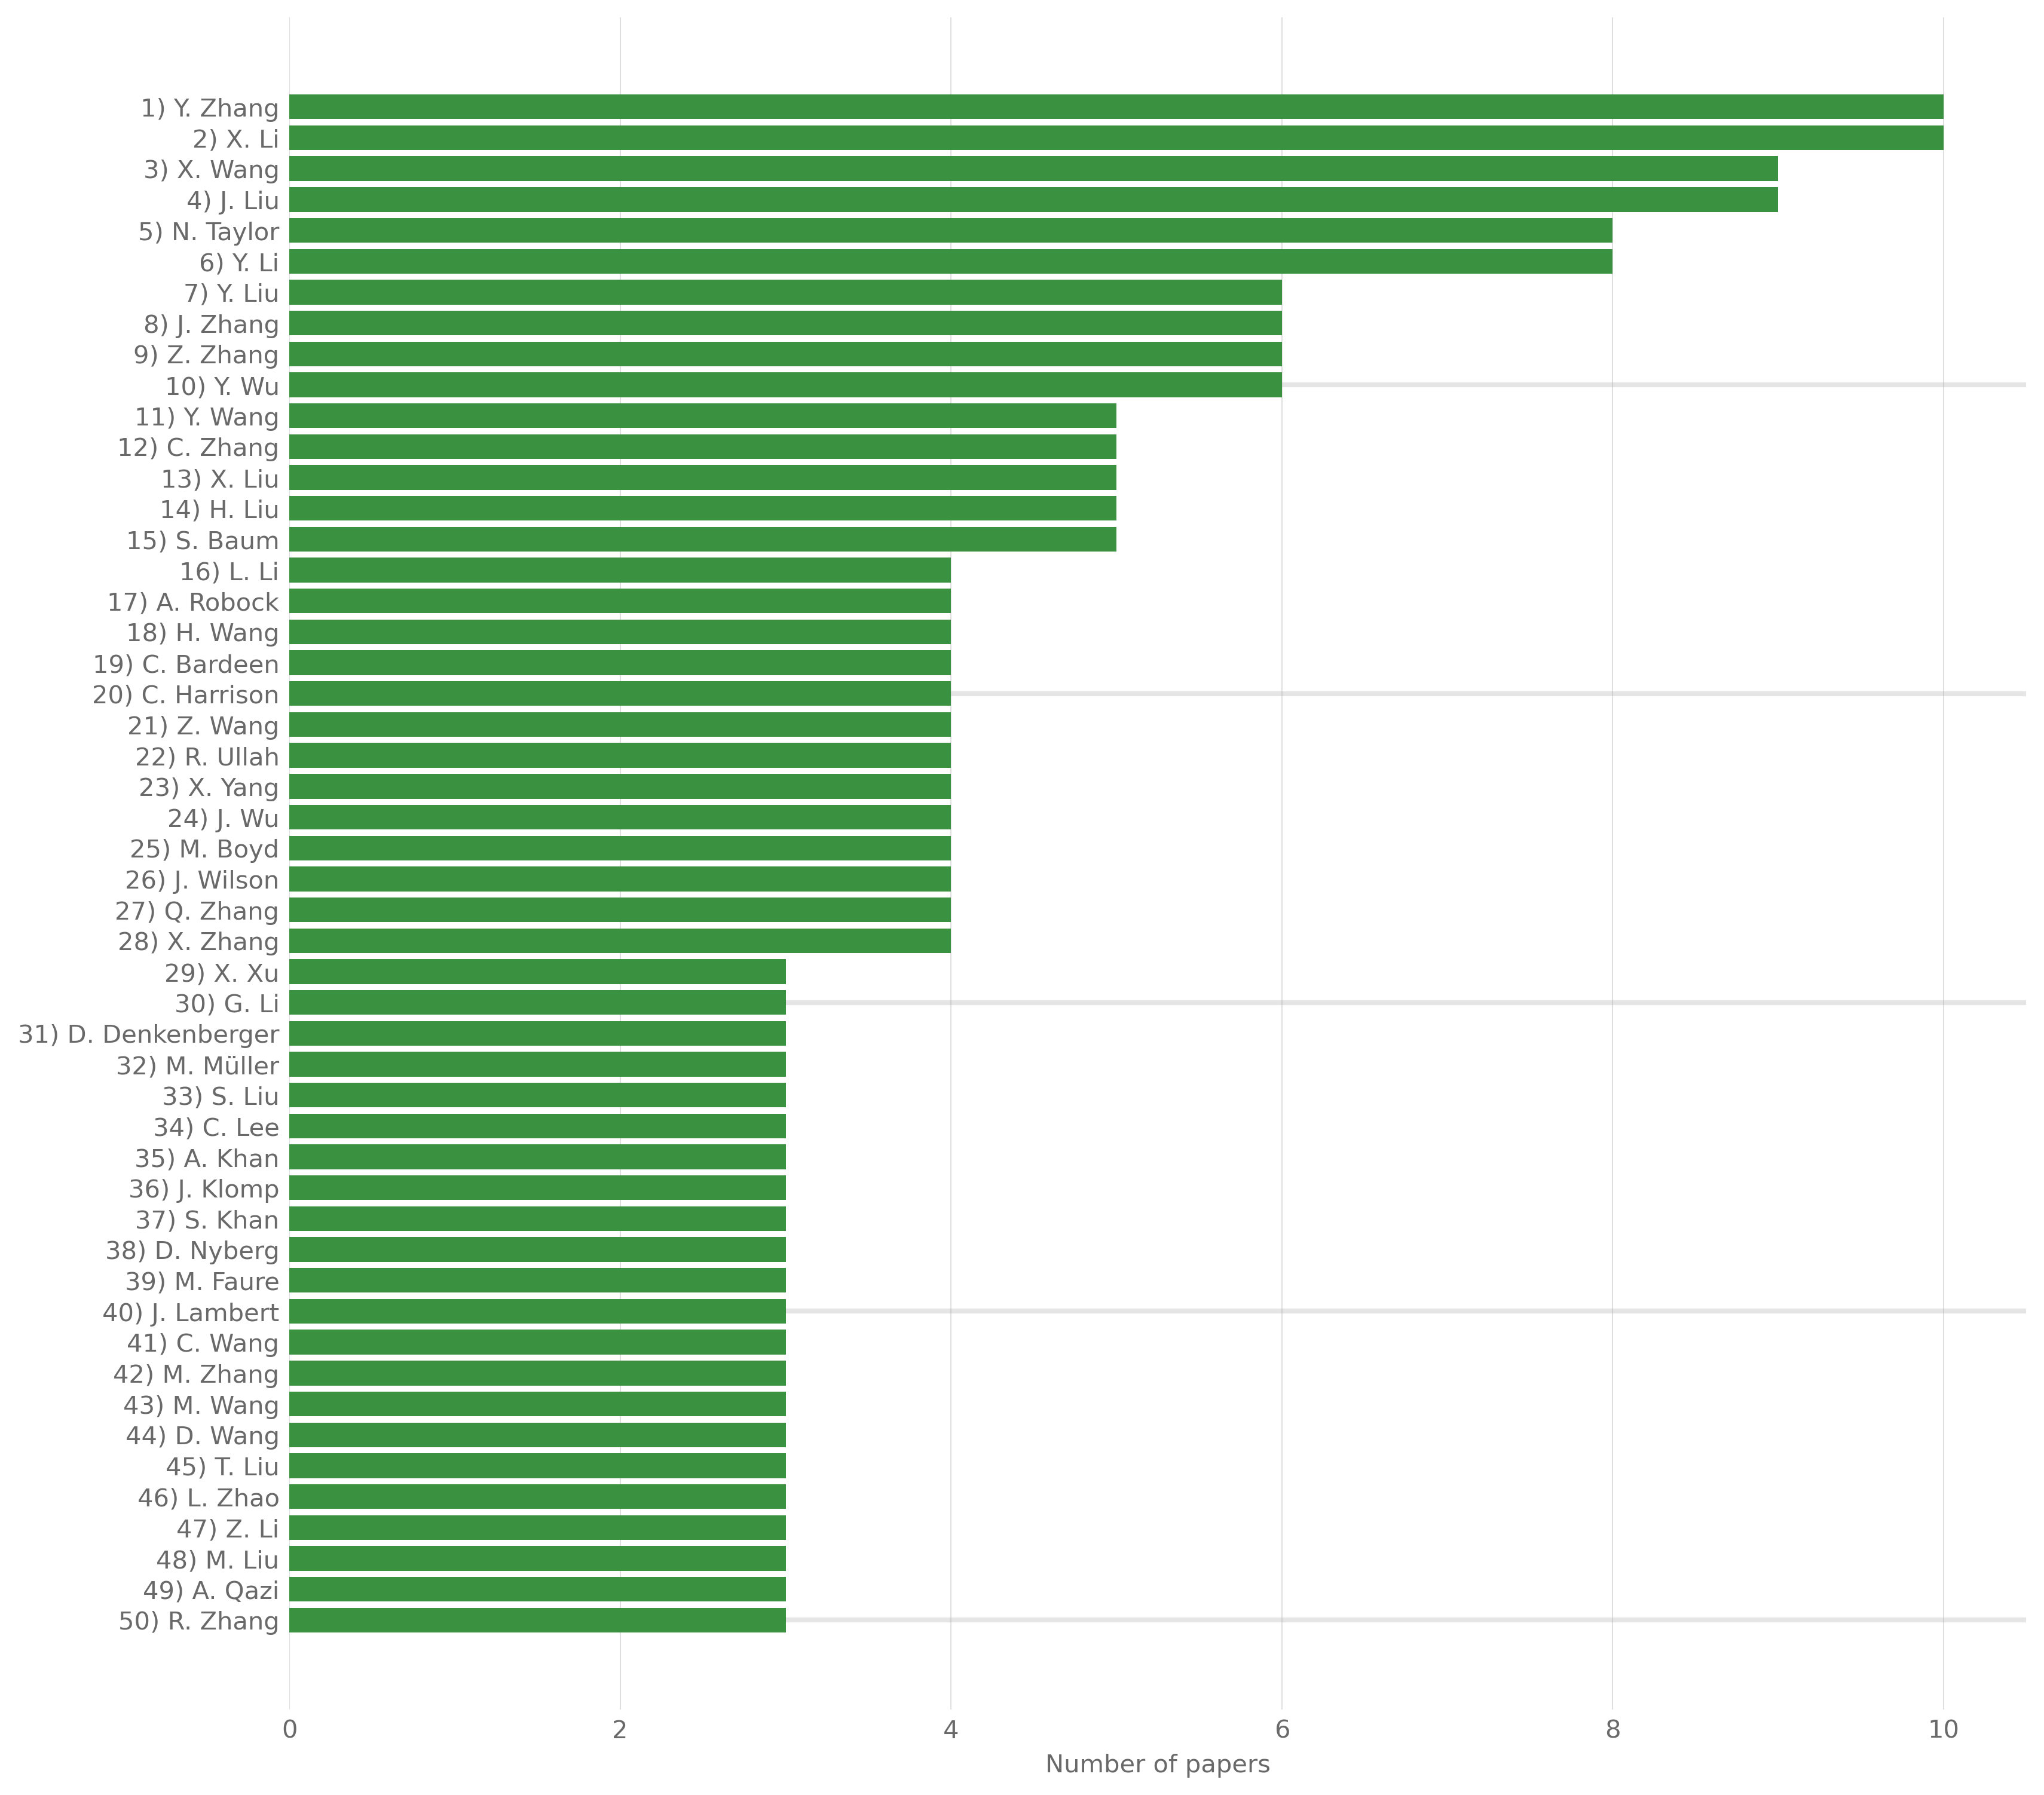 1) Y. Zhang
2) X. Li
3) X. Wang
4) J. Liu
5) N. Taylor
6) Y. Li
7) Y. Liu
8) J. Zhang
9) Z. Zhang
10) Y. Wu
11) Y. Wang
12) C. Zhang
13) X. Liu
14) H. Liu
15) S. Baum
16) L. Li
17) A. Robock
18) H. Wang
19) C. Bardeen
20) C. Harrison
21) Z. Wang
22) R. Ullah
23) X. Yang
24) J. Wu
25) M. Boyd
26) J. Wilson
27) Q. Zhang
28) X. Zhang
29) X. Xu
30) G. Li
31) D. Denkenberger
32) M. Müller
33) S. Liu
34) C. Lee
35) A. Khan
36) J. Klomp
37) S. Khan
38) D. Nyberg
39) M. Faure
40) J. Lambert
41) C. Wang
42) M. Zhang
43) M. Wang
44) D. Wang
45) T. Liu
46) L. Zhao
47) Z. Li
48) M. Liu
49) A. Qazi
50) R. Zhang
0 2 4 6 8 10
Number of papers